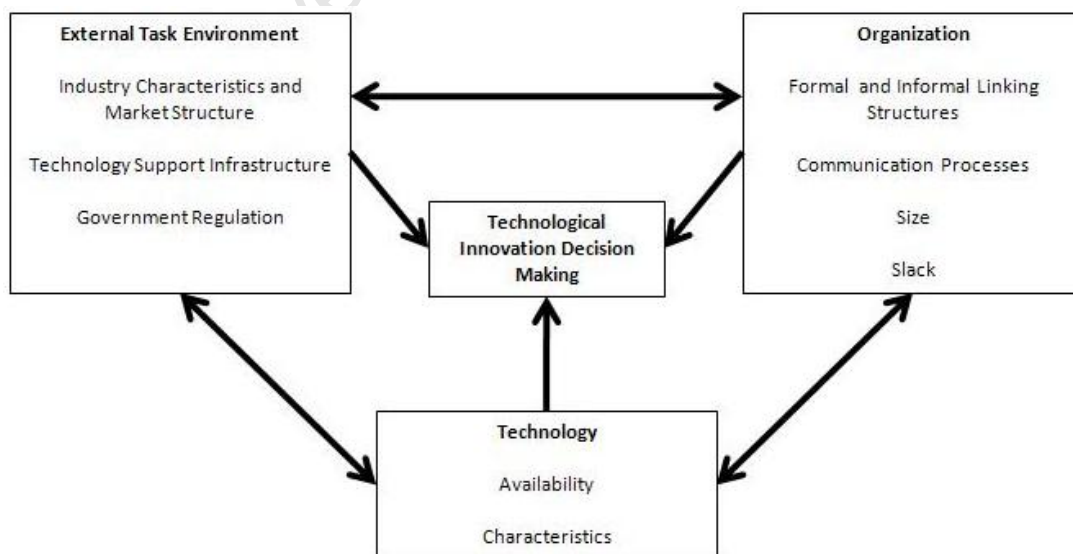 External Task Environment
Industry Characteristics and
Market Structure
Technology Support Infrastructure
Government Regulation
Organization
Formal and Informal Linking
Structures
Communication Processes
Size
Slack
Technological
Innovation Decision
Making
Technology
Availability
Characteristics